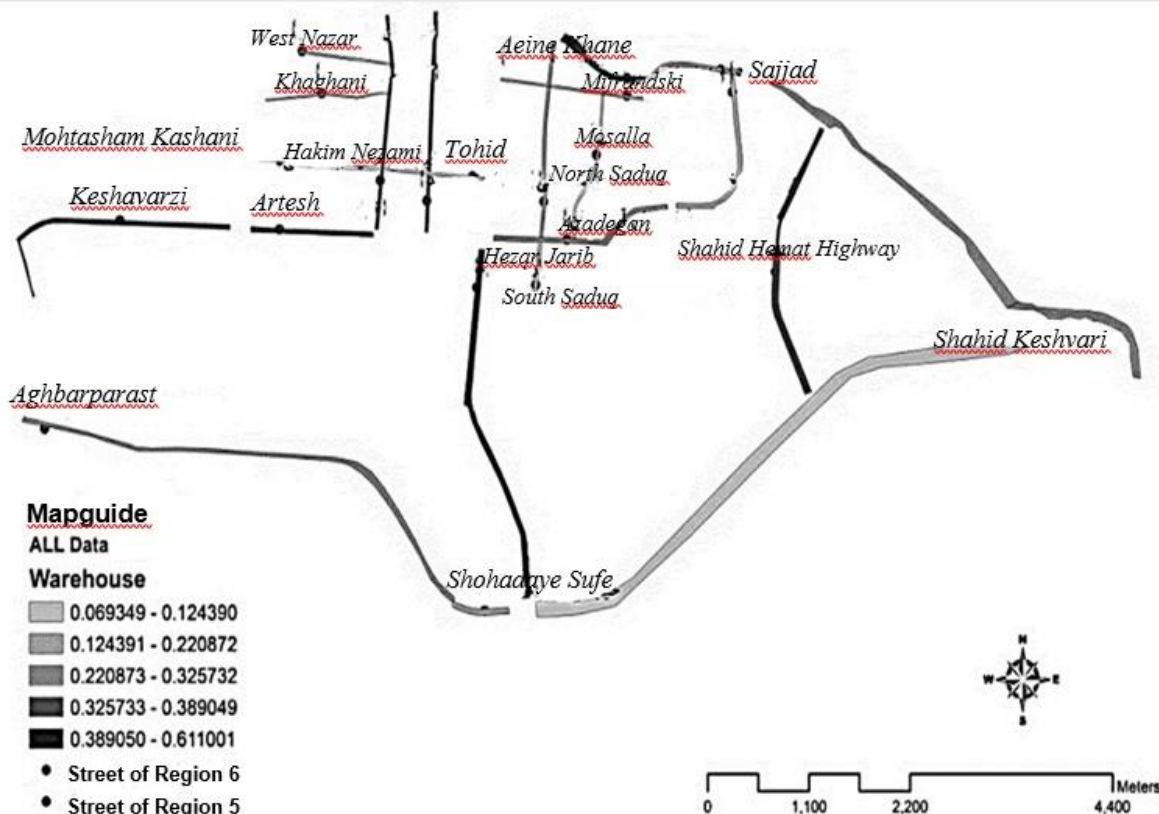 West Nazar
Aeine Khane
Khaghani
Mifrandski
Sajjad
Mohtasham Kashani
Hakim Nezami
Tohid
Mosalla
North Sadug
Keshavarzi
Artesh
Azadegan
Hezar Jarib
Shahid Hemat Highway
South Sadug
Shahid Keshvari
Aghbarparast
Shohadaye Sufe
Mapguide
ALL Data
Warehouse
0.069349 - 0.124390
0.124391 - 0.220872
0.220873 - 0.325732
0.325733 - 0.389049
0.389050 - 0.611001
Street of Region 6
Street of Region 5
N
W E
S
Meters
0 1,100 2,200 4,400